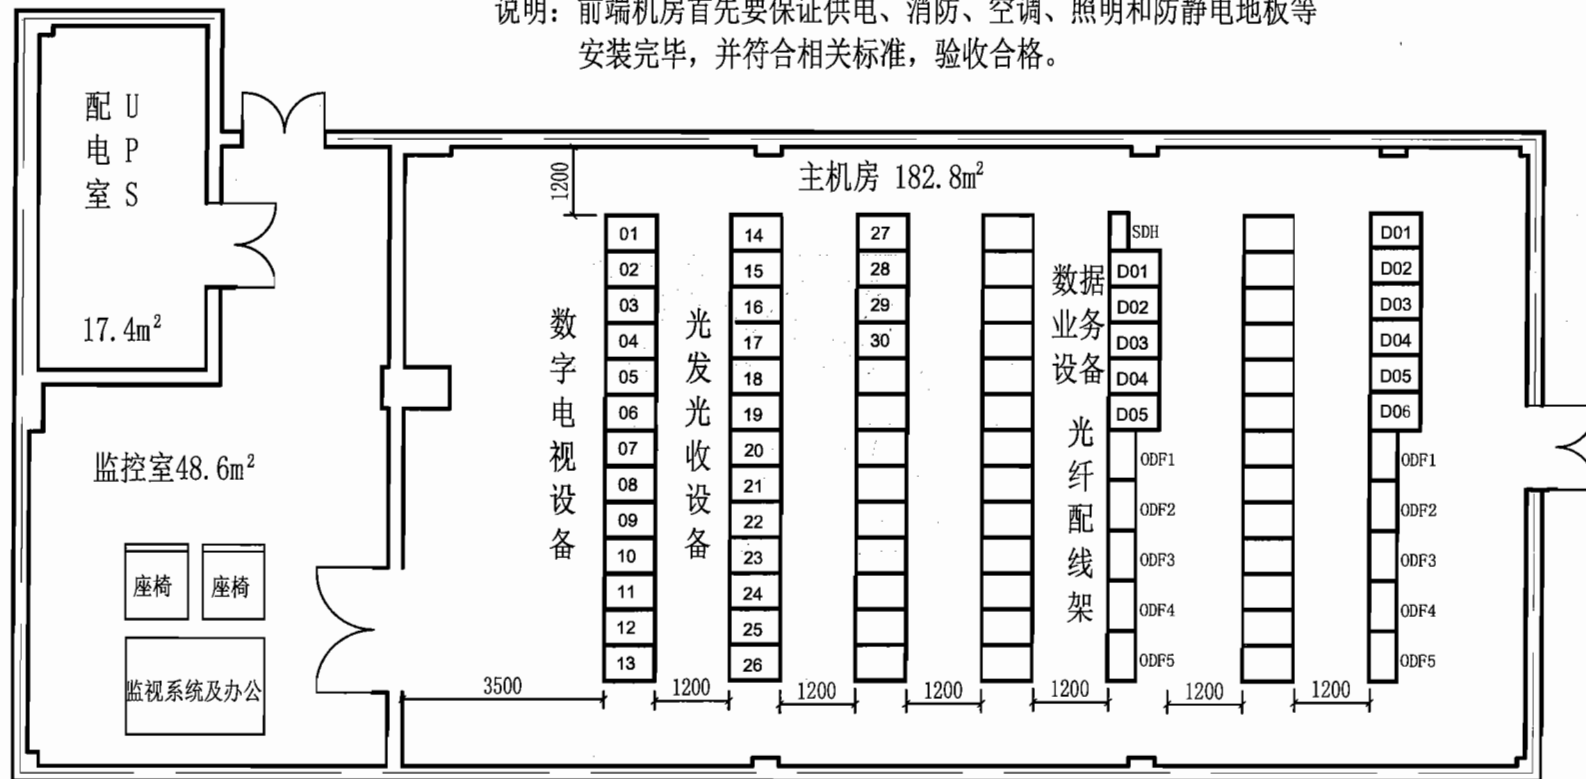 说明：前端机房首先要保证供电、消防、空调、照明和防静电地板等
安装完毕，并符合相关标准，验收合格。
配电室
UPS
17.4m²
监控室48.6m²
座椅
座椅
监视系统及办公
主机房 182.8m²
1200
数字电视设备
01
02
03
04
05
06
07
08
09
10
11
12
13
光发光收设备
14
15
16
17
18
19
20
21
22
23
24
25
26
27
28
29
30
数据
业务
设备
光纤配线架
SDH
D01
D02
D03
D04
D05
ODF1
ODF2
ODF3
ODF4
ODF5
D01
D02
D03
D04
D05
D06
ODF1
ODF2
ODF3
ODF4
ODF5
3500
1200
1200
1200
1200
1200
1200